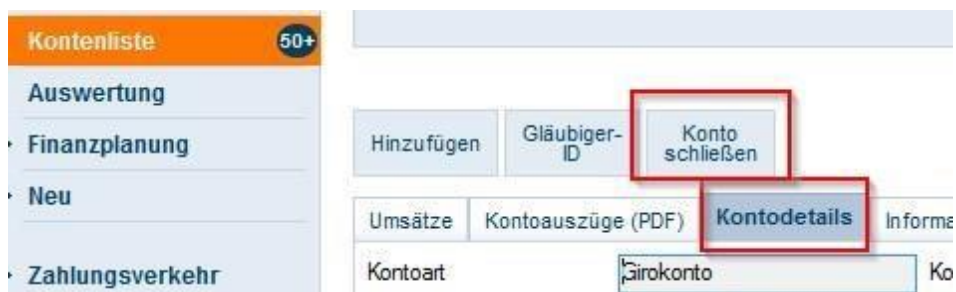 Kontenliste 50+
Auswertung
Finanzplanung
Neu
Zahlungsverkehr
Hinzufügen
Gläubiger-
ID
Konto
schließen
Umsätze Kontoauszüge (PDF) Kontodetails Informa
Kontoart Girokonto Ko